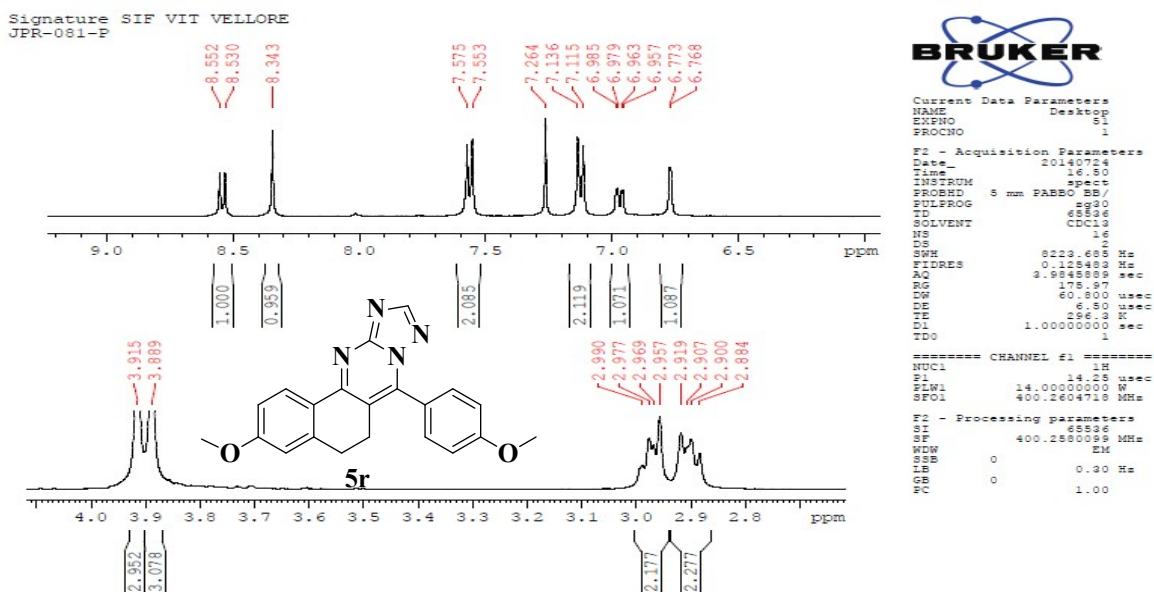 Signature SIF VIT VELLORE
JPR-081-P
8.552
8.530
8.343
7.575
7.553
7.264
7.136
7.115
6.985
6.979
6.963
6.957
6.773
6.768
9.0 8.5 8.0 7.5 7.0 6.5 ppm
1.000
0.959
2.085
2.119
1.071
1.087
3.915
3.889
2.990
2.977
2.969
2.957
2.919
2.907
2.900
2.884
N
N
N
N
O
O
5r
4.0 3.9 3.8 3.7 3.6 3.5 3.4 3.3 3.2 3.1 3.0 2.9 2.8 ppm
2.952
3.078
2.177
2.277
BRUKER
Current Data Parameters
NAME Desktop
EXPNO 51
PROCNO 1
F2 - Acquisition Parameters
Date_ 20140724
Time 16.50
INSTRUM spect
PROBHD 5 mm PABBO BB/
PULPROG zg30
TD 65536
SOLVENT CDCl3
NS 16
DS 2
SWH 8223.685 Hz
FIDRES 0.125483 Hz
AQ 3.9845889 sec
RG 175.97
DW 60.800 usec
DE 6.50 usec
TE 296.3 K
D1 1.00000000 sec
TD0 1
======== CHANNEL f1 ========
NUC1 1H
P1 14.25 usec
PLW1 14.00000000 W
SFO1 400.2604718 MHz
F2 - Processing parameters
SI 65536
SF 400.2580099 MHz
WDW EM
SSB 0
LB 0.30 Hz
GB 0
PC 1.00